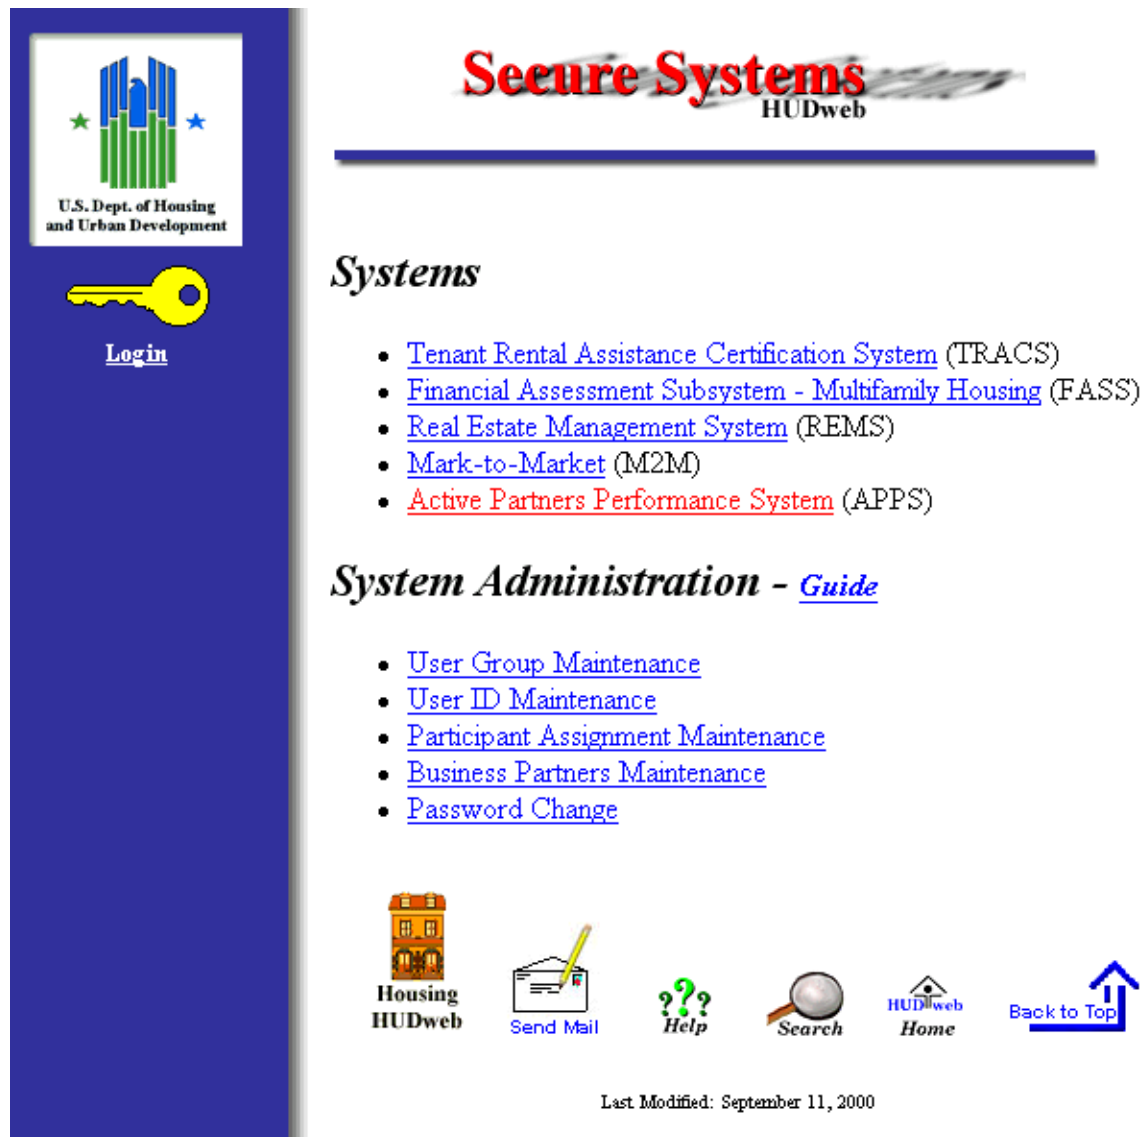 U.S. Dept. of Housing
and Urban Development
Login
Secure Systems
HUDweb
Systems
Tenant Rental Assistance Certification System (TRACS)
Financial Assessment Subsystem - Multifamily Housing (FASS)
Real Estate Management System (REMS)
Mark-to-Market (M2M)
Active Partners Performance System (APPS)
System Administration - Guide
User Group Maintenance
User ID Maintenance
Participant Assignment Maintenance
Business Partners Maintenance
Password Change
Housing
HUDweb
Send Mail
???
Help
Search
HUDweb
Home
Back to Top
Last Modified: September 11, 2000